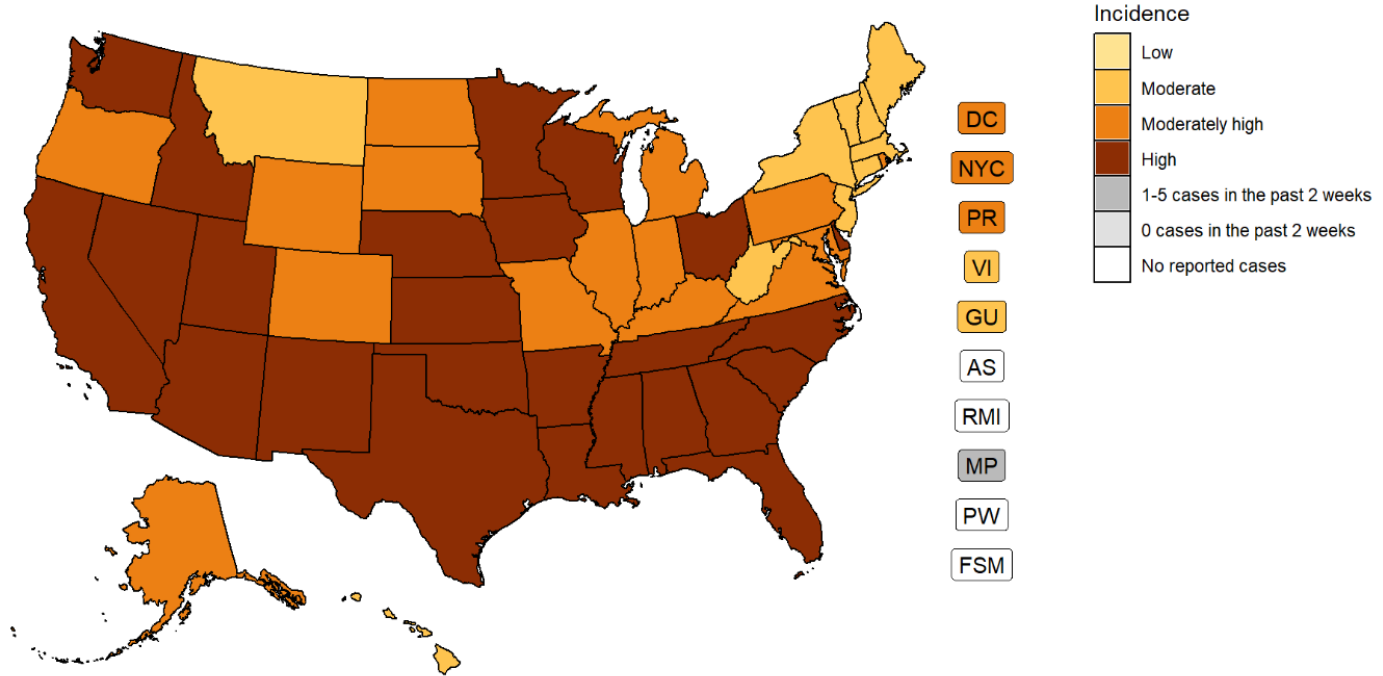 Incidence
Low
Moderate
Moderately high
High
1-5 cases in the past 2 weeks
0 cases in the past 2 weeks
No reported cases
DC
NYC
PR
VI
GU
AS
RMI
MP
PW
FSM